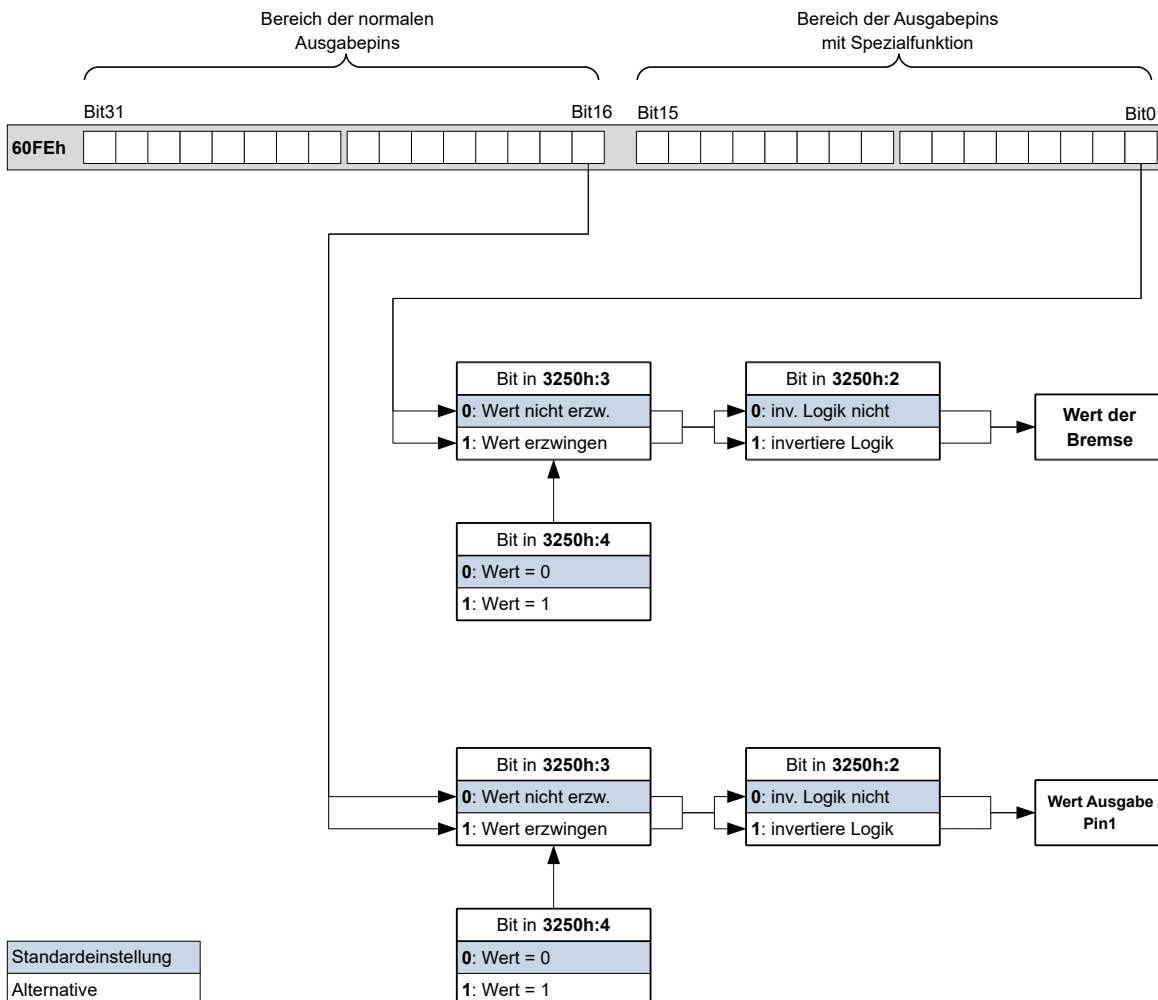 Bereich der normalen
Ausgabepins
Bereich der Ausgabepins
mit Spezialfunktion
Bit31
Bit16
Bit15
Bit0
60FEh
Bit in 3250h:3
0: Wert nicht erzw.
1: Wert erzwingen
Bit in 3250h:2
0: inv. Logik nicht
1: invertiere Logik
Wert der
Bremse
Bit in 3250h:4
0: Wert = 0
1: Wert = 1
Bit in 3250h:3
0: Wert nicht erzw.
1: Wert erzwingen
Bit in 3250h:2
0: inv. Logik nicht
1: invertiere Logik
Wert Ausgabe
Pin1
Bit in 3250h:4
0: Wert = 0
1: Wert = 1
Standardeinstellung
Alternative